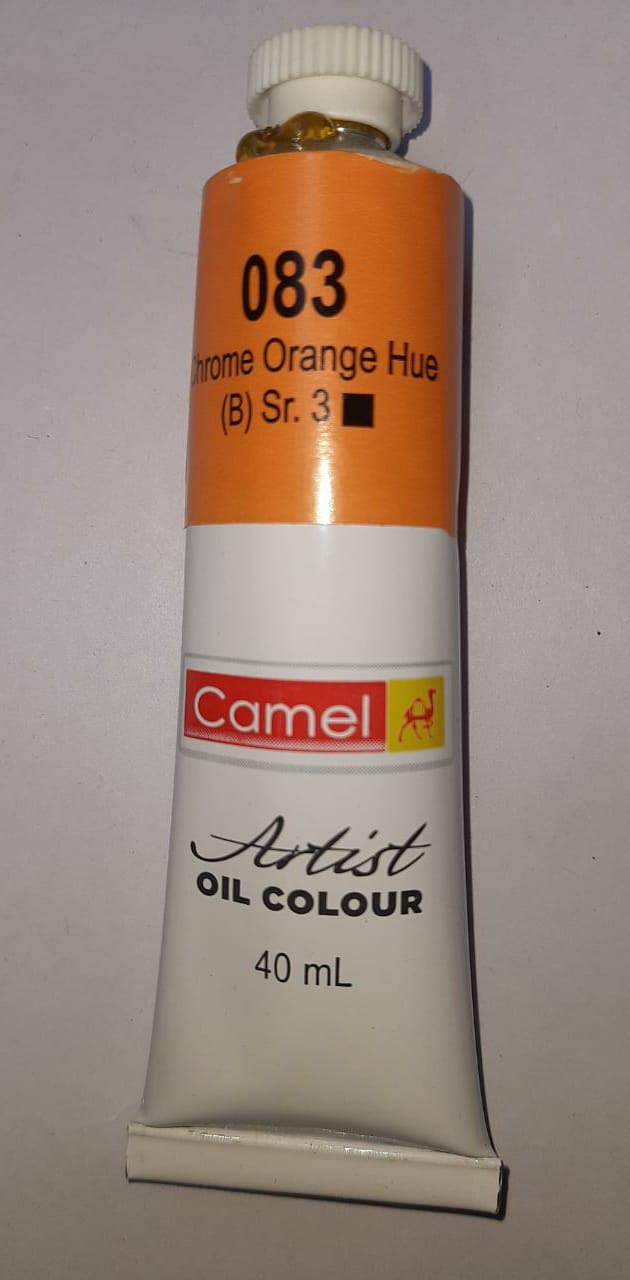 083
Chrome Orange Hue
(B) Sr. 3
Camel
Artist
OIL COLOUR
40 mL